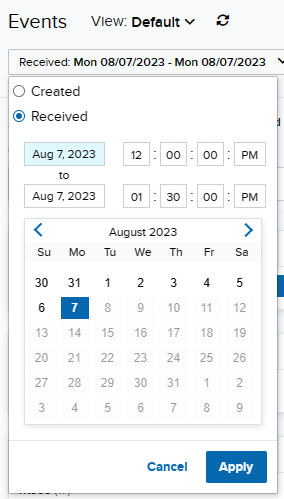 Events View: Default
Received: Mon 08/07/2023 - Mon 08/07/2023
Created
Received
Aug 7, 2023 12 : 00 : 00 : PM
to
Aug 7, 2023 01 : 30 : 00 : PM
August 2023
Su Mo Tu We Th Fr Sa
30 31 1 2 3 4 5
6 7 8 9 10 11 12
13 14 15 16 17 18 19
20 21 22 23 24 25 26
27 28 29 30 31 1 2
3 4 5 6 7 8 9
Cancel Apply